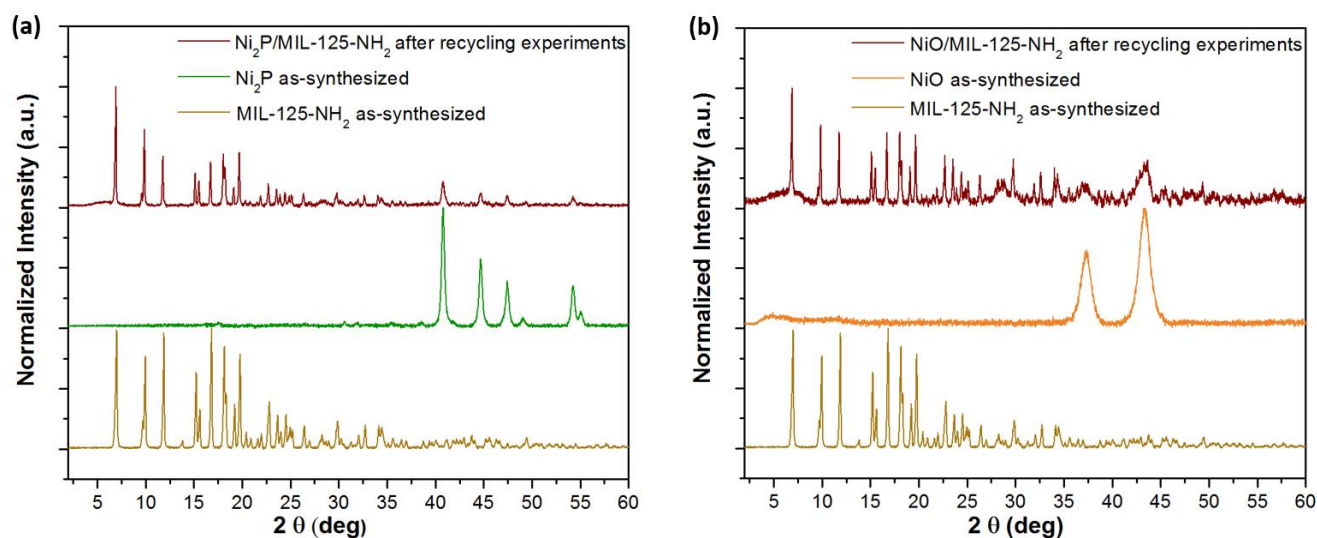 (a)
Ni₂P/MIL-125-NH₂ after recycling experiments
Ni₂P as-synthesized
MIL-125-NH₂ as-synthesized
Normalized Intensity (a.u.)
5 10 15 20 25 30 35 40 45 50 55 60
2 θ (deg)
(b)
NiO/MIL-125-NH₂ after recycling experiments
NiO as-synthesized
MIL-125-NH₂ as-synthesized
Normalized Intensity (a.u.)
5 10 15 20 25 30 35 40 45 50 55 60
2 θ (deg)